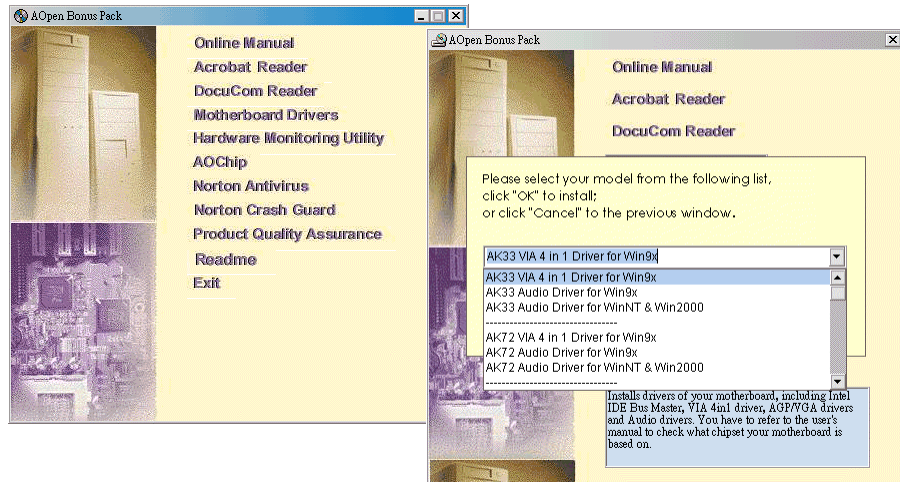 AOpen Bonus Pack
Online Manual
Acrobat Reader
DocuCom Reader
Motherboard Drivers
Hardware Monitoring Utility
AOChip
Norton Antivirus
Norton Crash Guard
Product Quality Assurance
Readme
Exit
AOpen Bonus Pack
Online Manual
Acrobat Reader
DocuCom Reader
Please select your model from the following list,
click "OK" to install;
or click "Cancel" to the previous window.
AK33 VIA 4 in 1 Driver for Win9x
AK33 VIA 4 in 1 Driver for Win9x
AK33 Audio Driver for Win9x
AK33 Audio Driver for WinNT & Win2000
---------------------------------
AK72 VIA 4 in 1 Driver for Win9x
AK72 Audio Driver for Win9x
AK72 Audio Driver for WinNT & Win2000
---------------------------------
Installs drivers of your motherboard, including Intel
IDE Bus Master, VIA 4in1 driver, AGP/VGA drivers
and Audio drivers. You have to refer to the user's
manual to check what chipset your motherboard is
based on.